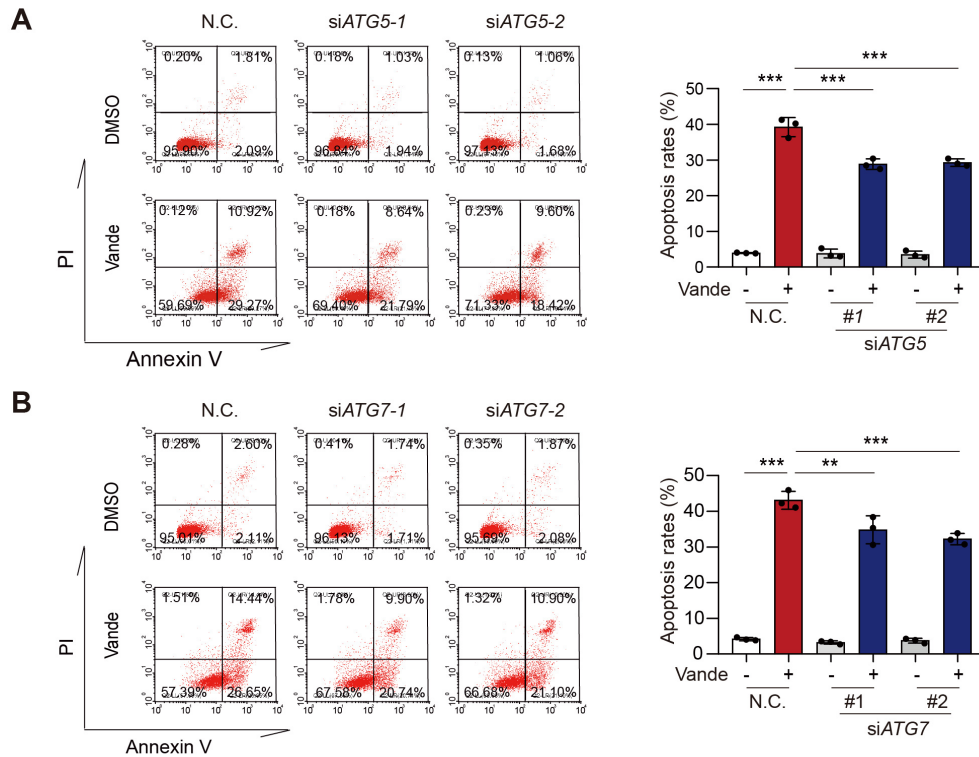 A
N.C. siATG5-1 siATG5-2
DMSO
0.20% 1.81% 0.18% 1.03% 0.13% 1.06%
95.90% 2.09% 96.84% 1.94% 97.13% 1.68%
Vande
0.12% 10.92% 0.18% 8.64% 0.23% 9.60%
59.69% 29.27% 69.40% 21.79% 71.33% 18.42%
PI
Annexin V
Apoptosis rates (%)
50
40
30
20
10
0
*** ***
***
Vande - + - + - +
N.C. #1 #2
siATG5
B
N.C. siATG7-1 siATG7-2
DMSO
0.28% 2.60% 0.41% 1.74% 0.35% 1.87%
95.01% 2.11% 96.13% 1.71% 95.69% 2.08%
Vande
1.51% 14.44% 1.78% 9.90% 1.32% 10.90%
57.39% 26.65% 67.58% 20.74% 66.68% 21.10%
PI
Annexin V
Apoptosis rates (%)
50
40
30
20
10
0
***
*** **
Vande - + - + - +
N.C. #1 #2
siATG7